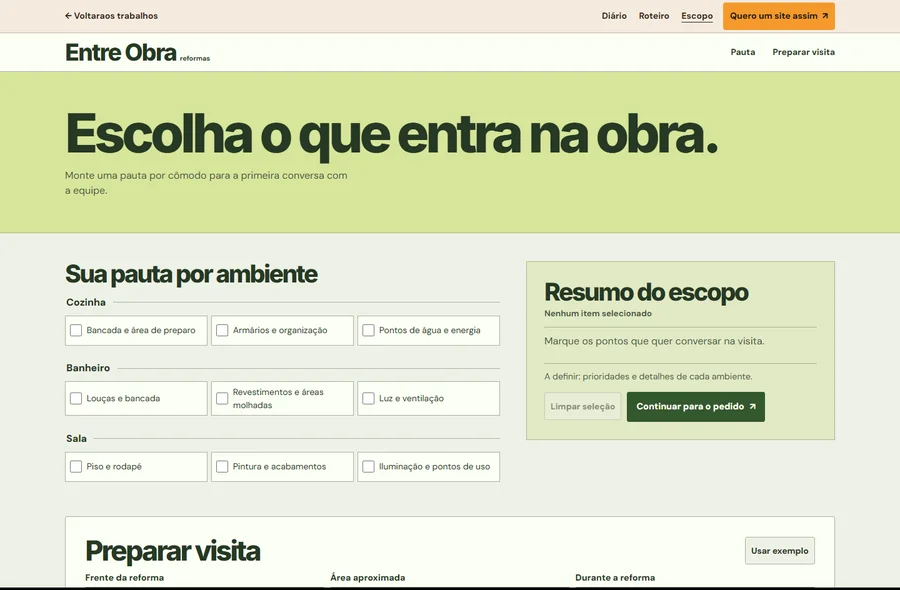 ← Voltaraos trabalhos
Diário Roteiro Escopo Quero um site assim ↗
Entre Obra reformas
Pauta Preparar visita
Escolha o que entra na obra.
Monte uma pauta por cômodo para a primeira conversa com
a equipe.
Sua pauta por ambiente
Cozinha
Bancada e área de preparo
Armários e organização
Pontos de água e energia
Banheiro
Louças e bancada
Revestimentos e áreas
molhadas
Luz e ventilação
Sala
Piso e rodapé
Pintura e acabamentos
Iluminação e pontos de uso
Resumo do escopo
Nenhum item selecionado
Marque os pontos que quer conversar na visita.
A definir: prioridades e detalhes de cada ambiente.
Limpar seleção
Continuar para o pedido ↗
Preparar visita
Usar exemplo
Frente da reforma
Área aproximada
Durante a reforma